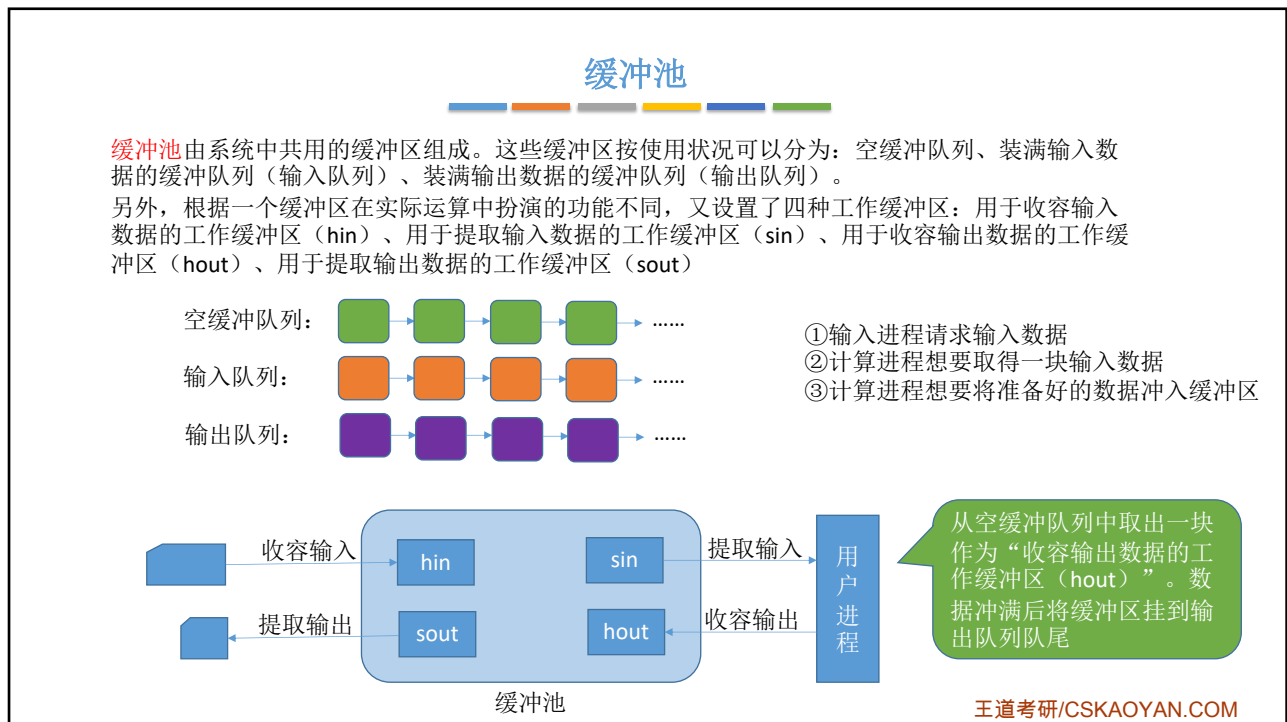 缓冲池
缓冲池由系统中共用的缓冲区组成。这些缓冲区按使用状况可以分为：空缓冲队列、装满输入数
据的缓冲队列（输入队列）、装满输出数据的缓冲队列（输出队列）。
另外，根据一个缓冲区在实际运算中扮演的功能不同，又设置了四种工作缓冲区：用于收容输入
数据的工作缓冲区（hin）、用于提取输入数据的工作缓冲区（sin）、用于收容输出数据的工作缓
冲区（hout）、用于提取输出数据的工作缓冲区（sout）
空缓冲队列：
……
输入队列：
……
输出队列：
……
①输入进程请求输入数据
②计算进程想要取得一块输入数据
③计算进程想要将准备好的数据冲入缓冲区
收容输入
hin
sin
提取输入
提取输出
sout
hout
收容输出
用
户
进
程
缓冲池
从空缓冲队列中取出一块
作为“收容输出数据的工
作缓冲区（hout）”。数
据冲满后将缓冲区挂到输
出队列队尾
王道考研/CSKAOYAN.COM